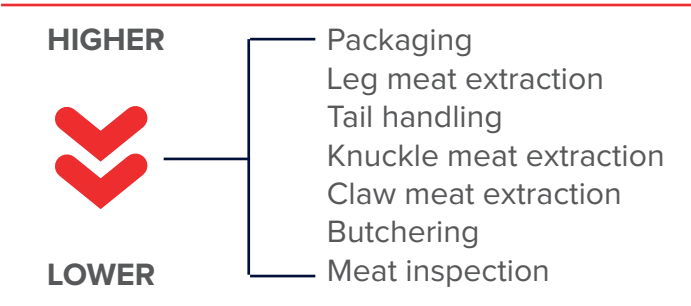 HIGHER
Packaging
Leg meat extraction
Tail handling
Knuckle meat extraction
Claw meat extraction
Butchering
LOWER
Meat inspection